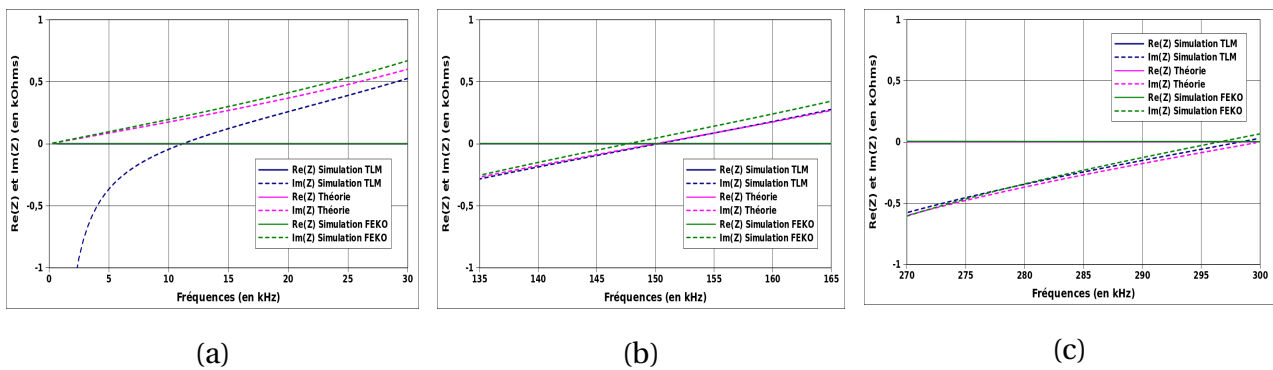 Re(Z) et Im(Z) (en kOhms)
1
0,5
0
-0,5
-1
Re(Z) Simulation TLM
Im(Z) Simulation TLM
Re(Z) Théorie
Im(Z) Théorie
Re(Z) Simulation FEKO
Im(Z) Simulation FEKO
0 5 10 15 20 25 30
Fréquences (en kHz)
(a)
Re(Z) et Im(Z) (en kOhms)
1
0,5
0
-0,5
-1
Re(Z) Simulation TLM
Im(Z) Simulation TLM
Re(Z) Théorie
Im(Z) Théorie
Re(Z) Simulation FEKO
Im(Z) Simulation FEKO
135 140 145 150 155 160 165
Fréquences (en kHz)
(b)
Re(Z) et Im(Z) (en kOhms)
1
0,5
0
-0,5
-1
Re(Z) Simulation TLM
Im(Z) Simulation TLM
Re(Z) Théorie
Im(Z) Théorie
Re(Z) Simulation FEKO
Im(Z) Simulation FEKO
270 275 280 285 290 295 300
Fréquences (en kHz)
(c)